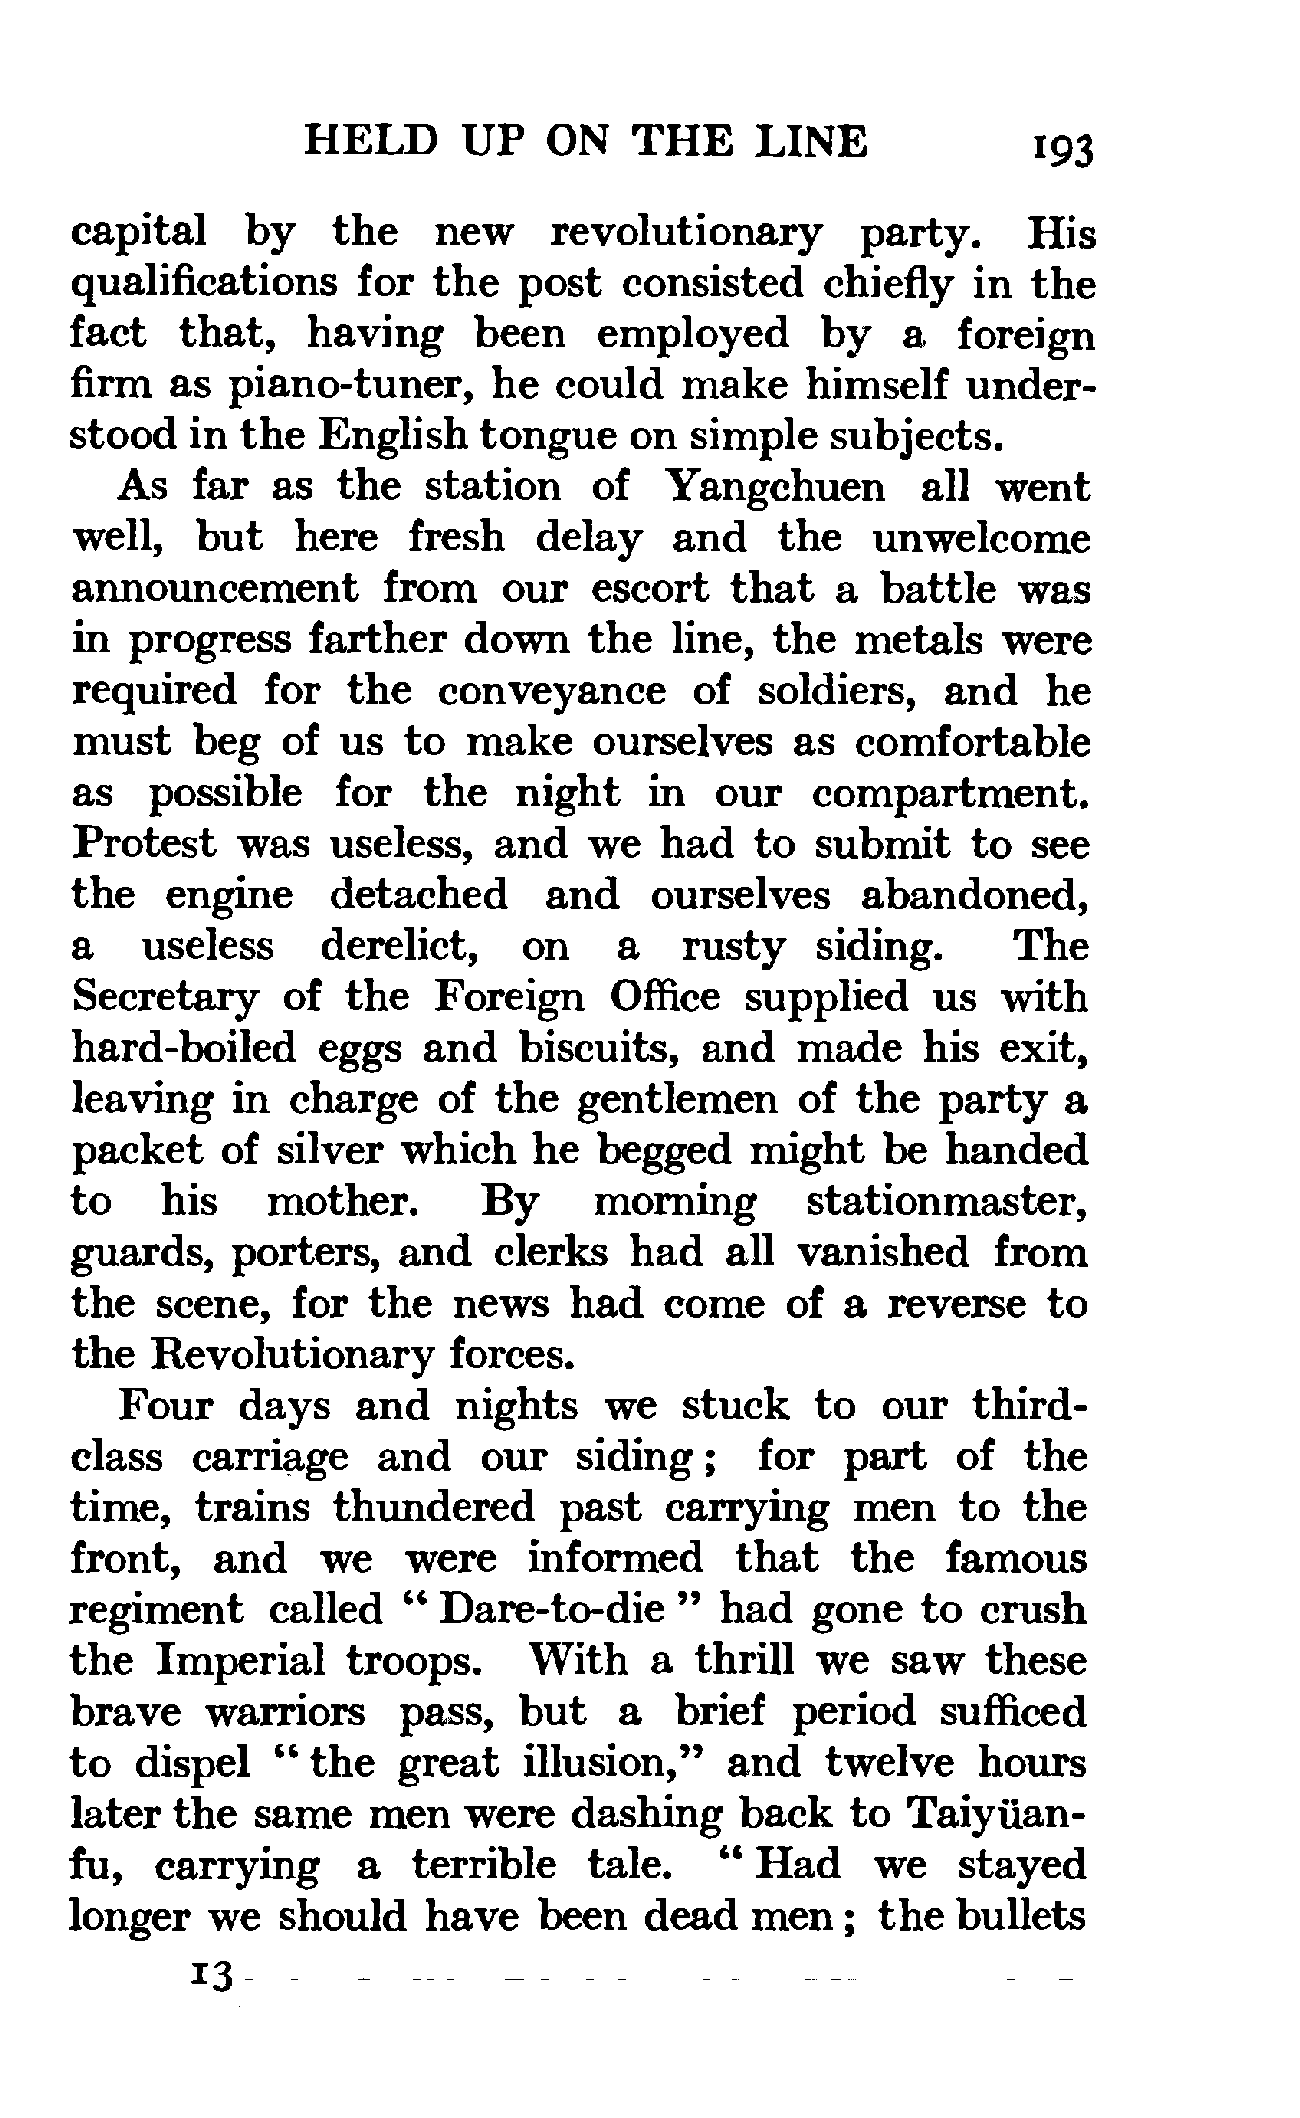 HELD UP ON THE LINE 193
capital by the new revolutionary party. His
qualifications for the post consisted chiefly in the
fact that, having been employed by a foreign
firm as piano-tuner, he could make himself under-
stood in the English tongue on simple subjects.
As far as the station of Yangchuen all went
well, but here fresh delay and the unwelcome
announcement from our escort that a battle was
in progress farther down the line, the metals were
required for the conveyance of soldiers, and he
must beg of us to make ourselves as comfortable
as possible for the night in our compartment.
Protest was useless, and we had to submit to see
the engine detached and ourselves abandoned,
a useless derelict, on a rusty siding. The
Secretary of the Foreign Office supplied us with
hard-boiled eggs and biscuits, and made his exit,
leaving in charge of the gentlemen of the party a
packet of silver which he begged might be handed
to his mother. By morning stationmaster,
guards, porters, and clerks had all vanished from
the scene, for the news had come of a reverse to
the Revolutionary forces.
Four days and nights we stuck to our third-
class carriage and our siding ; for part of the
time, trains thundered past carrying men to the
front, and we were informed that the famous
regiment called “ Dare-to-die ” had gone to crush
the Imperial troops. With a thrill we saw these
brave warriors pass, but a brief period sufficed
to dispel “ the great illusion,” and twelve hours
later the same men were dashing back to Taiyüan-
fu, carrying a terrible tale. “ Had we stayed
longer we should have been dead men ; the bullets
13